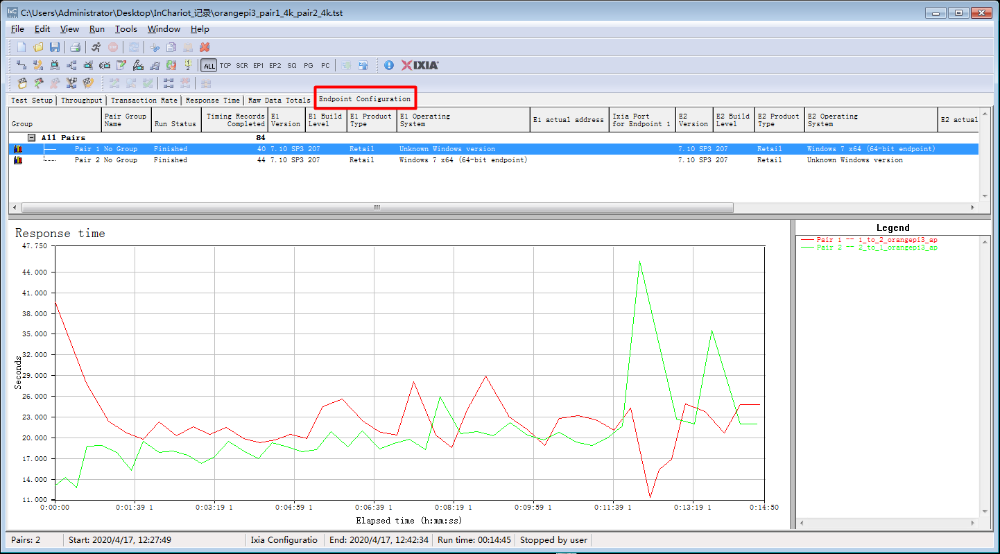 C:\Users\Administrator\Desktop\InChariot_记录\orangepi3_pair1_4k_pair2_4k.tst
File Edit View Run Tools Window Help
ALL TCP SCR EP1 EP2 SQ PG PC XIXIA
Test Setup Throughput Transaction Rate Response Time Raw Data Totals Endpoint Configuration
Group Pair Group Name Run Status Timing Records Completed E1 Version E1 Build Level E1 Product Type E1 Operating System E1 actual address Ixia Port for Endpoint 1 E2 Version E2 Build Level E2 Product Type E2 Operating System E2 actual
All Pairs 84
Pair 1 No Group Finished 40 7.10 SP3 207 Retail Unknown Windows version 7.10 SP3 207 Retail Windows 7 x64 (64-bit endpoint)
Pair 2 No Group Finished 44 7.10 SP3 207 Retail Windows 7 x64 (64-bit endpoint) 7.10 SP3 207 Retail Unknown Windows version
Response time
47.750
44.000
41.000
38.000
35.000
32.000
29.000
26.000
23.000
20.000
17.000
14.000
11.000
Seconds
0:00:00 0:01:39 1 0:03:19 1 0:04:59 1 0:06:39 1 0:08:19 1 0:09:59 1 0:11:39 1 0:13:19 1 0:14:50
Elapsed time (h:mm:ss)
Legend
Pair 1 -- 1_to_2_orangepi3_ap
Pair 2 -- 2_to_1_orangepi3_ap
Pairs: 2 Start: 2020/4/17, 12:27:49 Ixia Configuratio End: 2020/4/17, 12:42:34 Run time: 00:14:45 Stopped by user